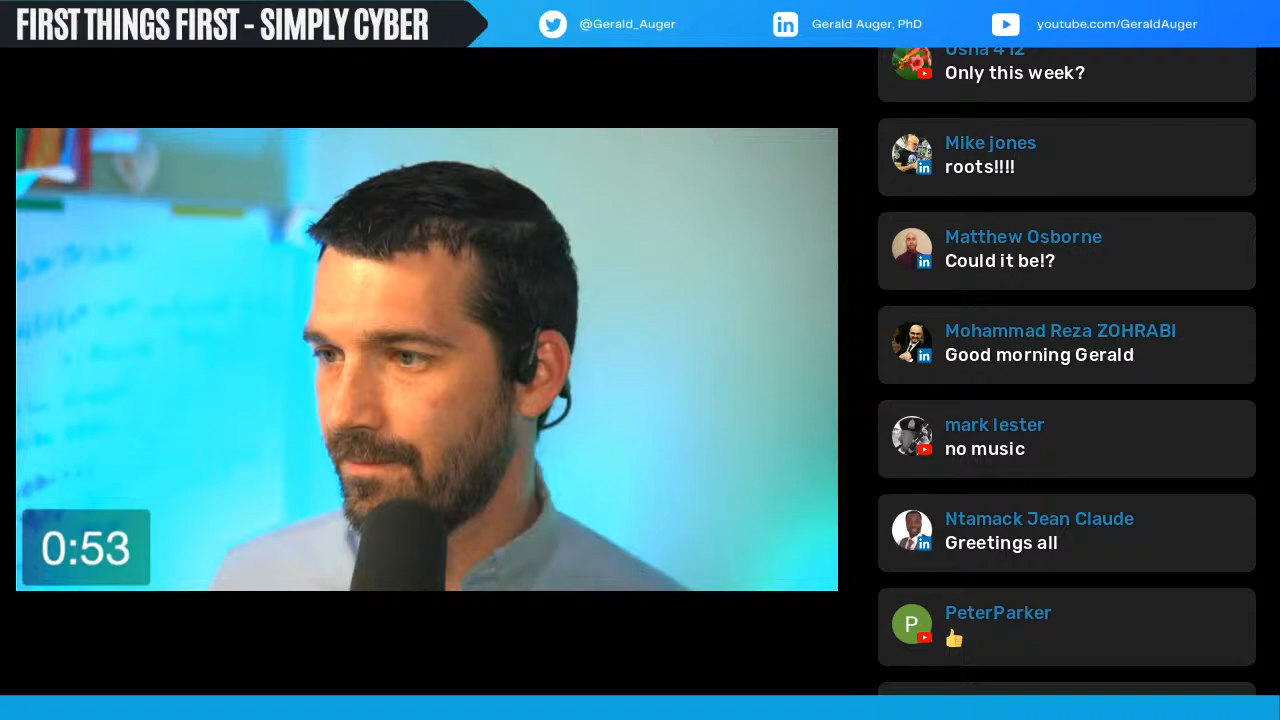 FIRST THINGS FIRST - SIMPLY CYBER
@Gerald_Auger
Gerald Auger, PhD
youtube.com/GeraldAuger
Osha 412
Only this week?
Mike jones
roots!!!!
Matthew Osborne
Could it be!?
Mohammad Reza ZOHRABI
Good morning Gerald
mark lester
no music
Ntamack Jean Claude
Greetings all
P
PeterParker
👍
0:53